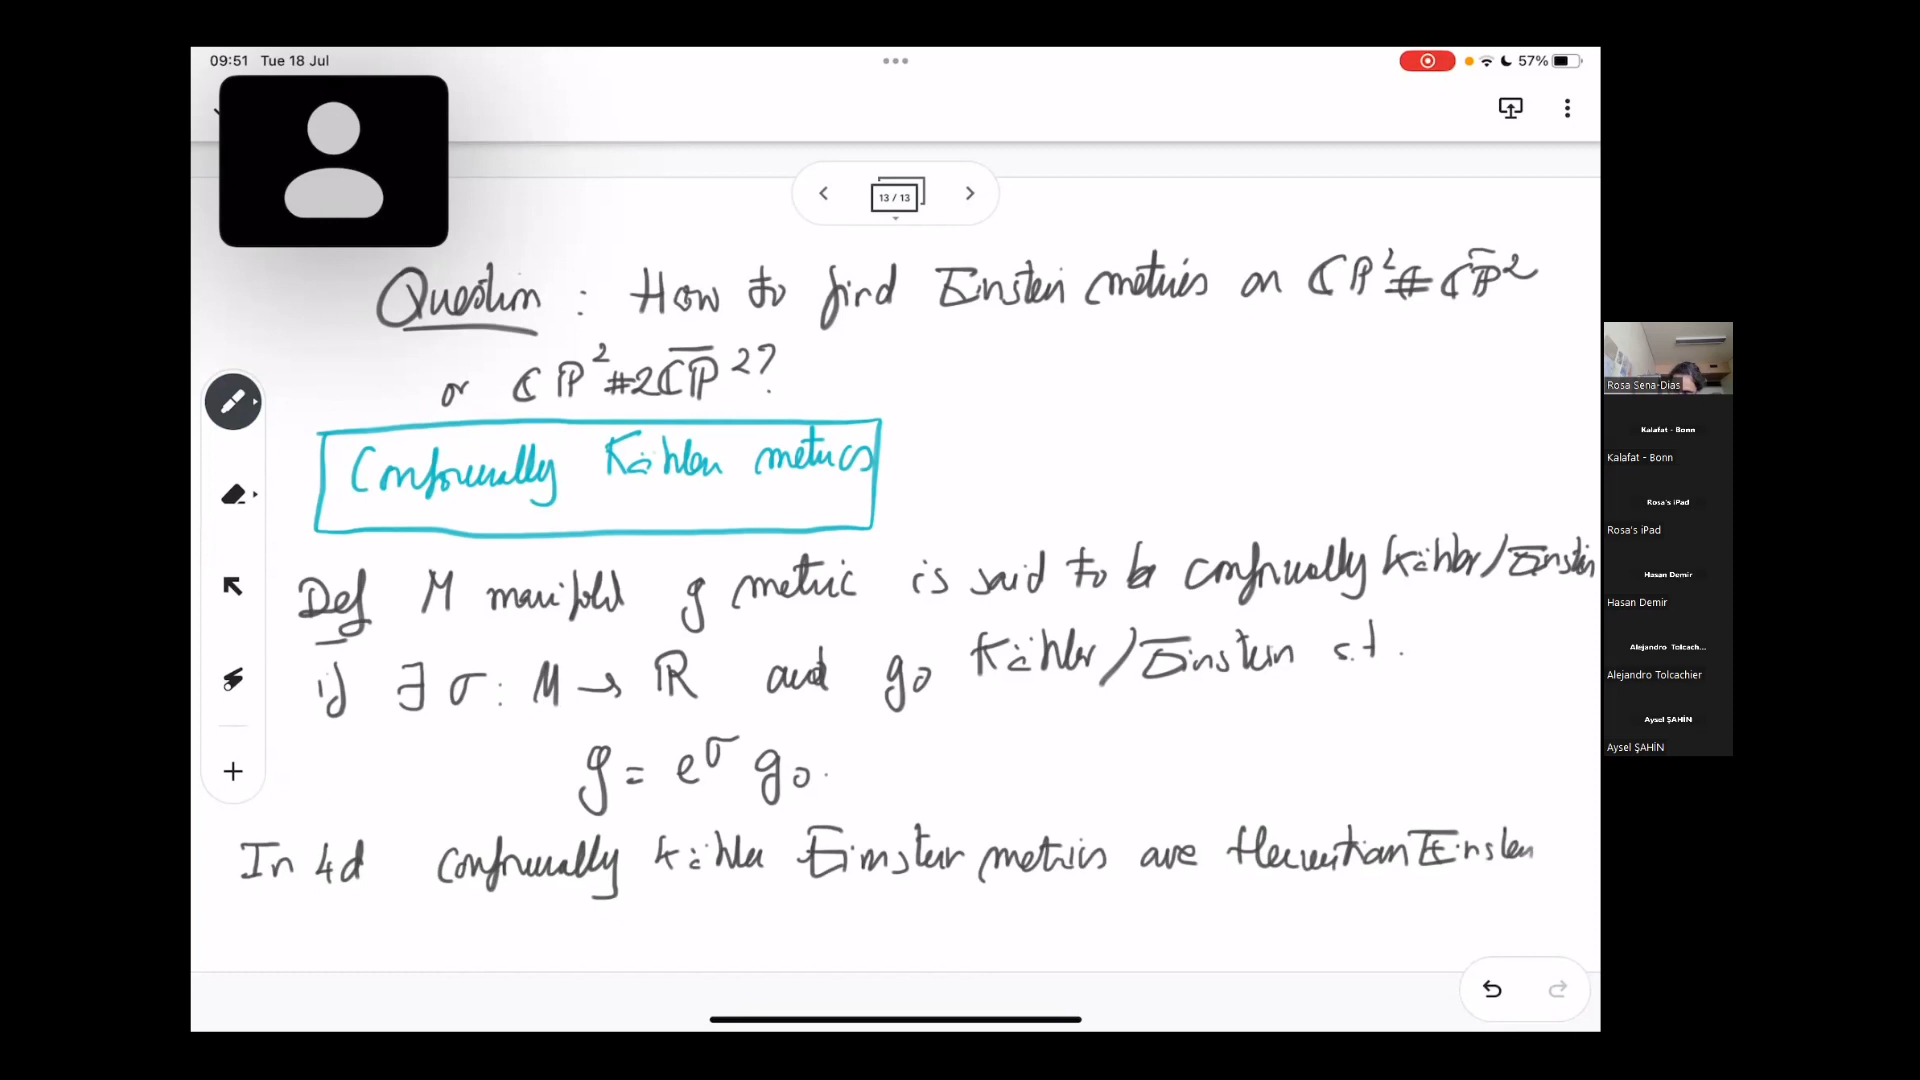 09:51 Tue 18 Jul
57%
13 / 13
Question : How to find Einstein metrics on ℂℙ²#ℂℙ̅²
or ℂℙ²#2ℂℙ̅²?
Conformally Kähler metrics
Def M manifold g metric is said to be conformally Kähler/Einstein
if ∃ σ: M → ℝ and g₀ Kähler/Einstein s.t.
g = e^σ g₀.
In 4d conformally Kähler Einstein metrics are Hermitian Einstein
Rosa Sena-Dias
Kalafat - Bonn
Kalafat - Bonn
Rosa's iPad
Rosa's iPad
Hasan Demir
Hasan Demir
Alejandro Tolcach...
Alejandro Tolcachier
Aysel ŞAHİN
Aysel ŞAHİN